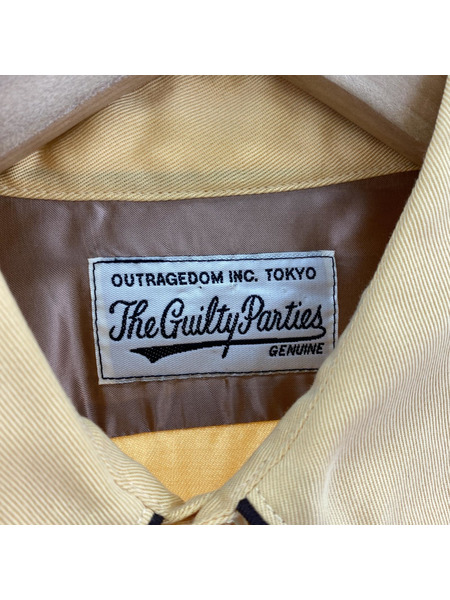 OUTRAGEDOM INC. TOKYO
The Guilty Parties
GENUINE